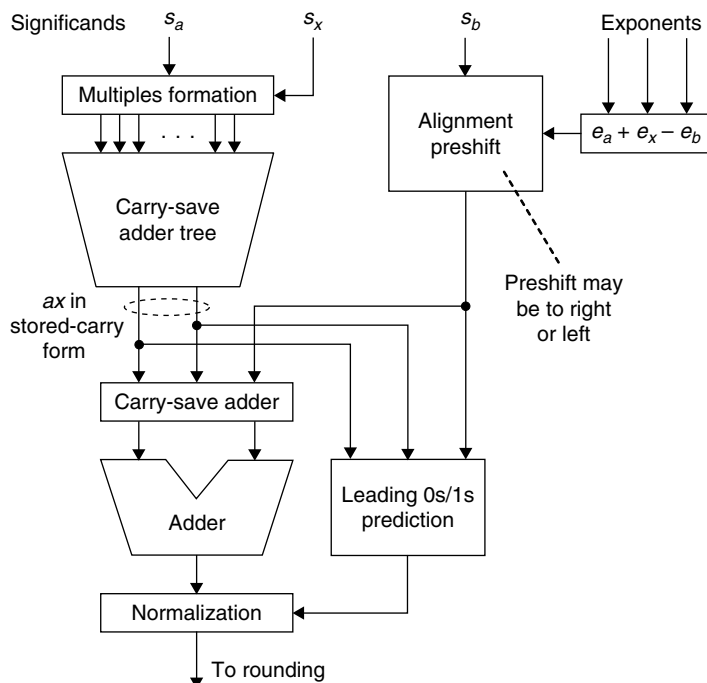 Significands
s_a
s_x
s_b
Exponents
Multiples formation
. . .
Alignment
preshift
e_a + e_x − e_b
Carry-save
adder tree
Preshift may
be to right
or left
ax in
stored-carry
form
Carry-save adder
Adder
Leading 0s/1s
prediction
Normalization
To rounding